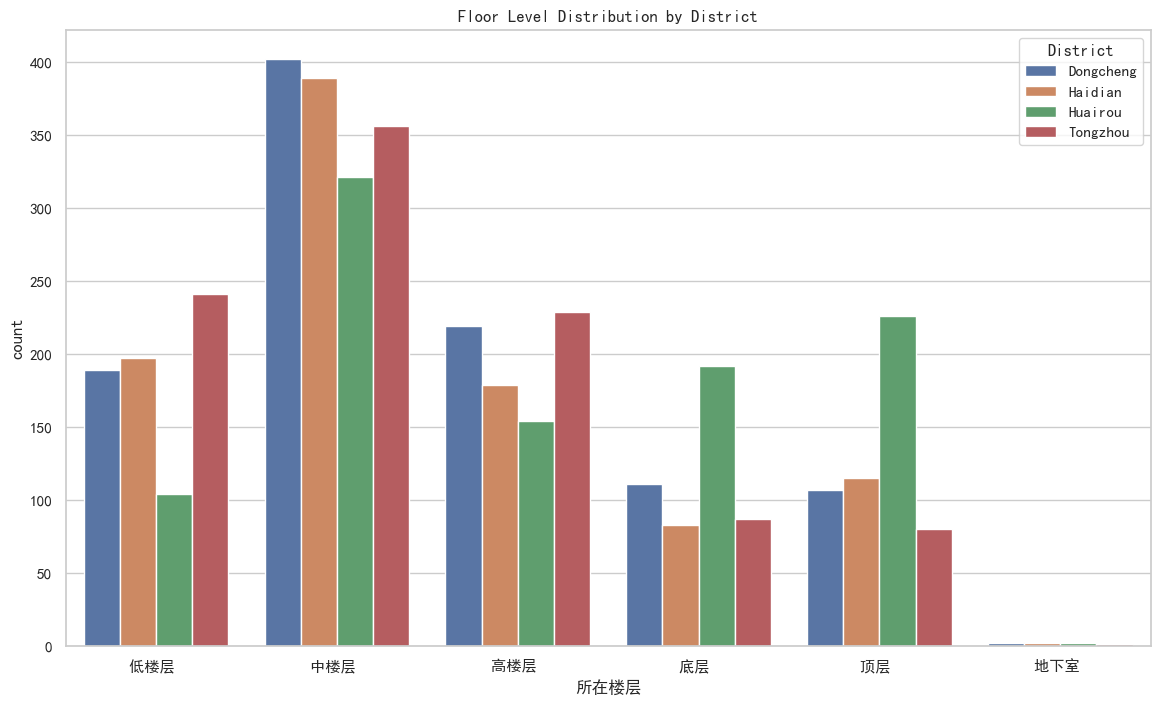 Floor Level Distribution by District
District
Dongcheng
Haidian
Huairou
Tongzhou
count
400
350
300
250
200
150
100
50
0
低楼层 中楼层 高楼层 底层 顶层 地下室
所在楼层